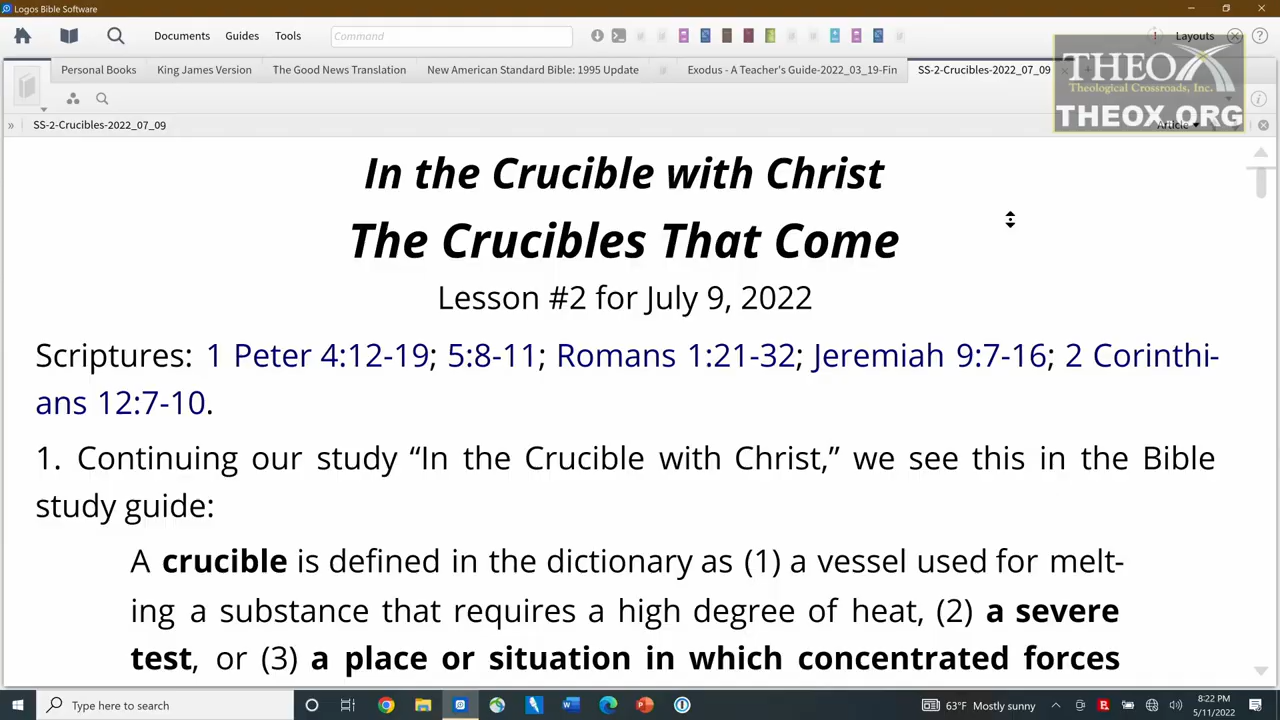 Logos Bible Software
Documents Guides Tools Command Layouts
THEOX
Theological Crossroads, Inc.
THEOX.ORG
Personal Books King James Version The Good News Translation New American Standard Bible: 1995 Update Exodus - A Teacher's Guide-2022_03_19-Fin SS-2-Crucibles-2022_07_09
SS-2-Crucibles-2022_07_09 Article
In the Crucible with Christ
The Crucibles That Come
Lesson #2 for July 9, 2022
Scriptures: 1 Peter 4:12-19; 5:8-11; Romans 1:21-32; Jeremiah 9:7-16; 2 Corinthi-
ans 12:7-10.
1. Continuing our study “In the Crucible with Christ,” we see this in the Bible
study guide:
A crucible is defined in the dictionary as (1) a vessel used for melt-
ing a substance that requires a high degree of heat, (2) a severe
test, or (3) a place or situation in which concentrated forces
Type here to search 63°F Mostly sunny 8:22 PM
5/11/2022